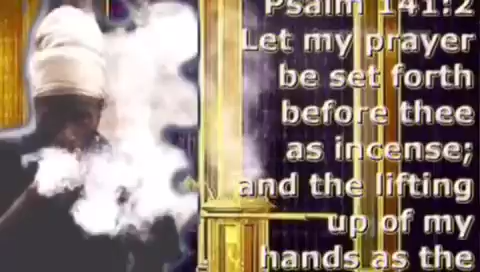 Psalm 141:2
Let my prayer
be set forth
before thee
as incense;
and the lifting
up of my
hands as the